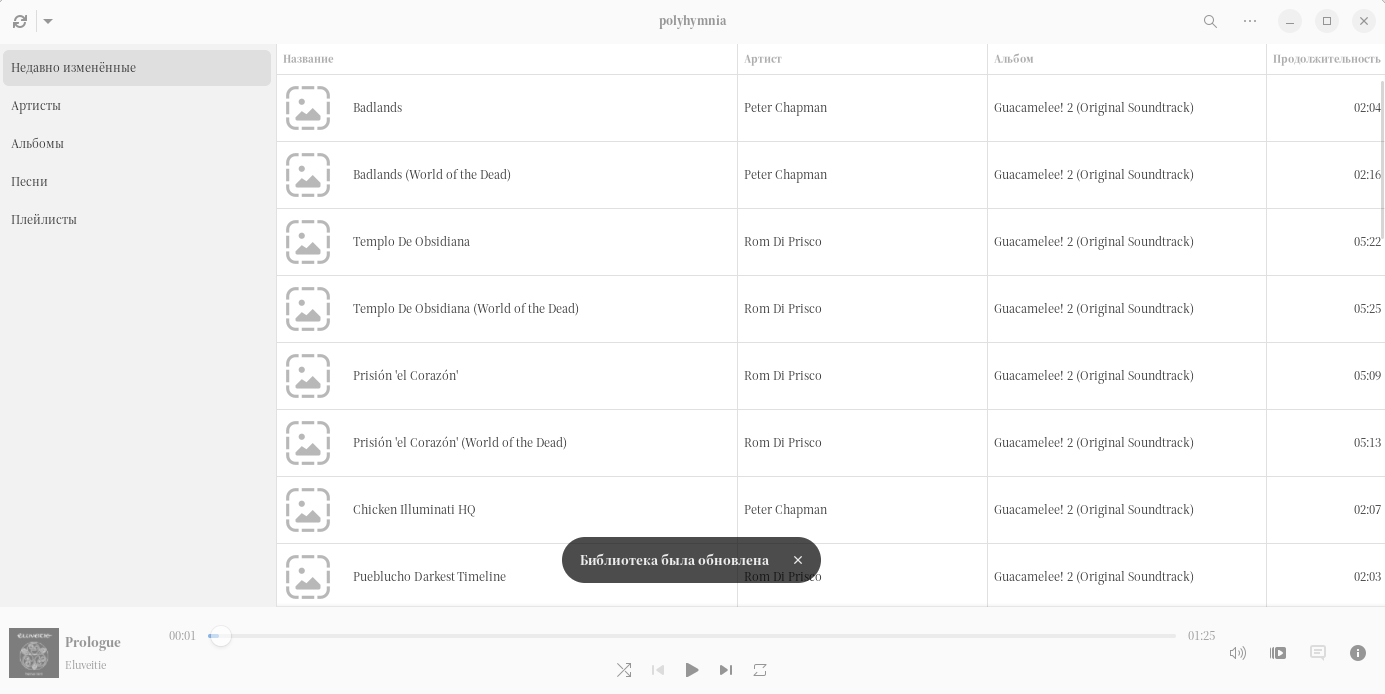 polyhymnia
Недавно изменённые
Артисты
Альбомы
Песни
Плейлисты
Название Артист Альбом Продолжительность
Badlands Peter Chapman Guacamelee! 2 (Original Soundtrack) 02:04
Badlands (World of the Dead) Peter Chapman Guacamelee! 2 (Original Soundtrack) 02:16
Templo De Obsidiana Rom Di Prisco Guacamelee! 2 (Original Soundtrack) 05:22
Templo De Obsidiana (World of the Dead) Rom Di Prisco Guacamelee! 2 (Original Soundtrack) 05:25
Prisión 'el Corazón' Rom Di Prisco Guacamelee! 2 (Original Soundtrack) 05:09
Prisión 'el Corazón' (World of the Dead) Rom Di Prisco Guacamelee! 2 (Original Soundtrack) 05:13
Chicken Illuminati HQ Peter Chapman Guacamelee! 2 (Original Soundtrack) 02:07
Pueblucho Darkest Timeline Rom Di Prisco Guacamelee! 2 (Original Soundtrack) 02:03
Библиотека была обновлена
ELUVEITIE
Prologue
Eluveitie
00:01
01:25